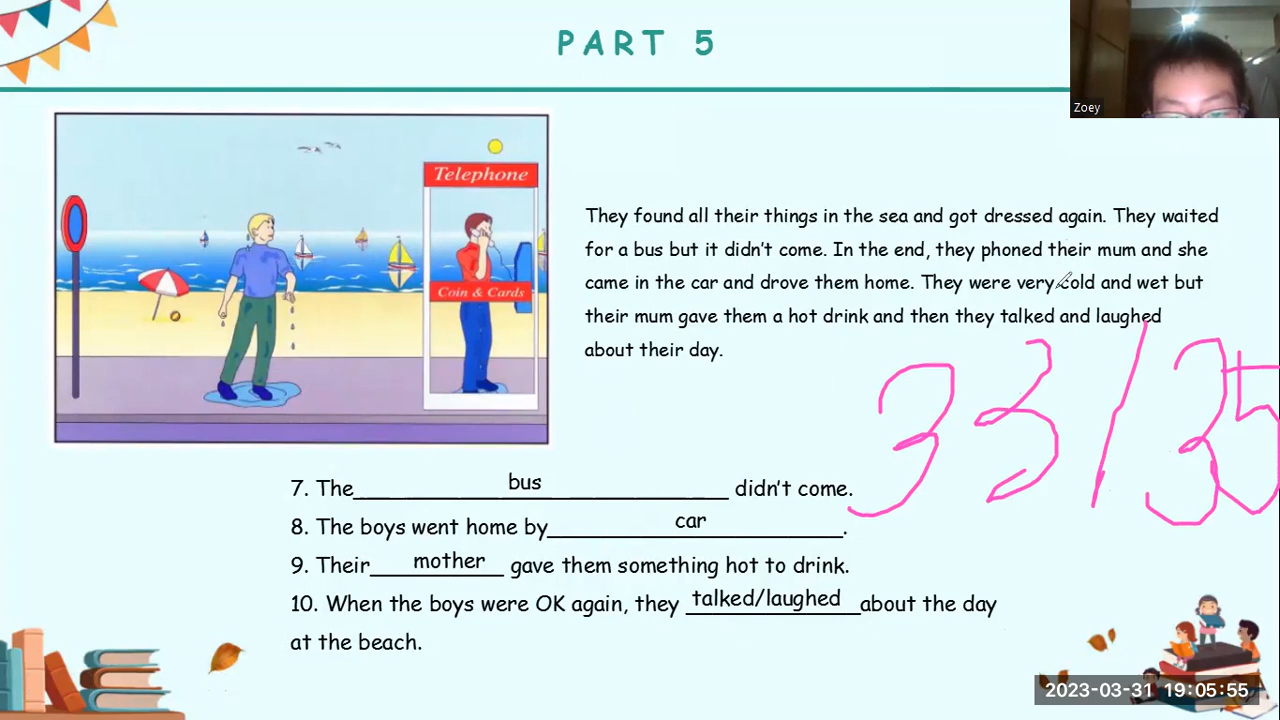 PART 5
Zoey
Telephone
Coin & Cards
They found all their things in the sea and got dressed again. They waited
for a bus but it didn't come. In the end, they phoned their mum and she
came in the car and drove them home. They were very cold and wet but
their mum gave them a hot drink and then they talked and laughed
about their day.
33/35
7. The bus didn't come.
8. The boys went home by car.
9. Their mother gave them something hot to drink.
10. When the boys were OK again, they talked/laughed about the day
at the beach.
2023-03-31 19:05:55